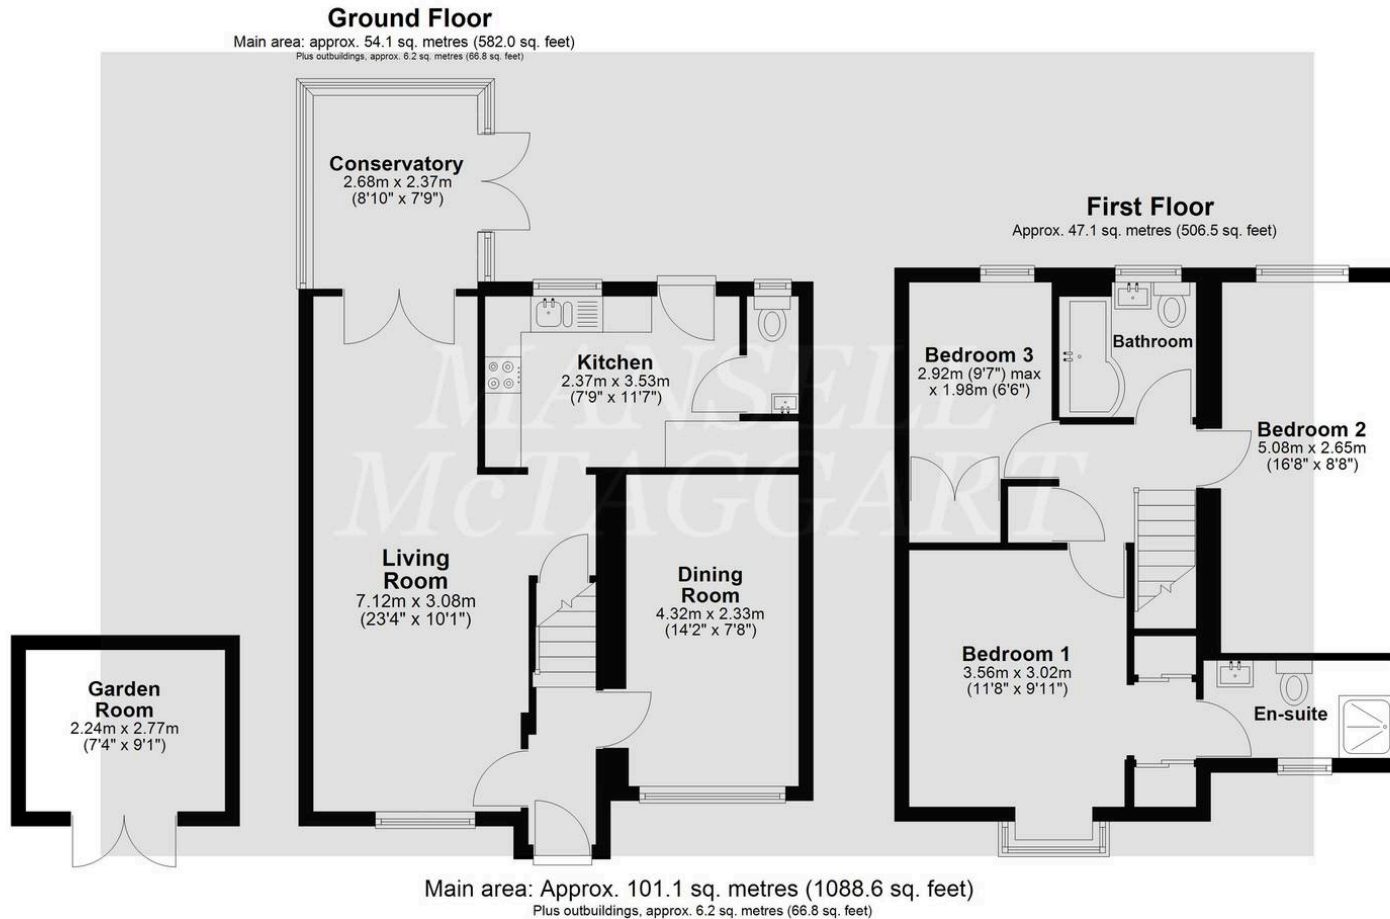 Ground Floor
Main area: approx. 54.1 sq. metres (582.0 sq. feet)
Plus outbuildings, approx. 6.2 sq. metres (66.8 sq. feet)
Conservatory
2.68m x 2.37m
(8'10" x 7'9")
Kitchen
2.37m x 3.53m
(7'9" x 11'7")
Living
Room
7.12m x 3.08m
(23'4" x 10'1")
Dining
Room
4.32m x 2.33m
(14'2" x 7'8")
Garden
Room
2.24m x 2.77m
(7'4" x 9'1")
First Floor
Approx. 47.1 sq. metres (506.5 sq. feet)
Bedroom 3
2.92m (9'7") max
x 1.98m (6'6")
Bathroom
Bedroom 2
5.08m x 2.65m
(16'8" x 8'8")
Bedroom 1
3.56m x 3.02m
(11'8" x 9'11")
En-suite
MANSELL
McTAGGART
Main area: Approx. 101.1 sq. metres (1088.6 sq. feet)
Plus outbuildings, approx. 6.2 sq. metres (66.8 sq. feet)